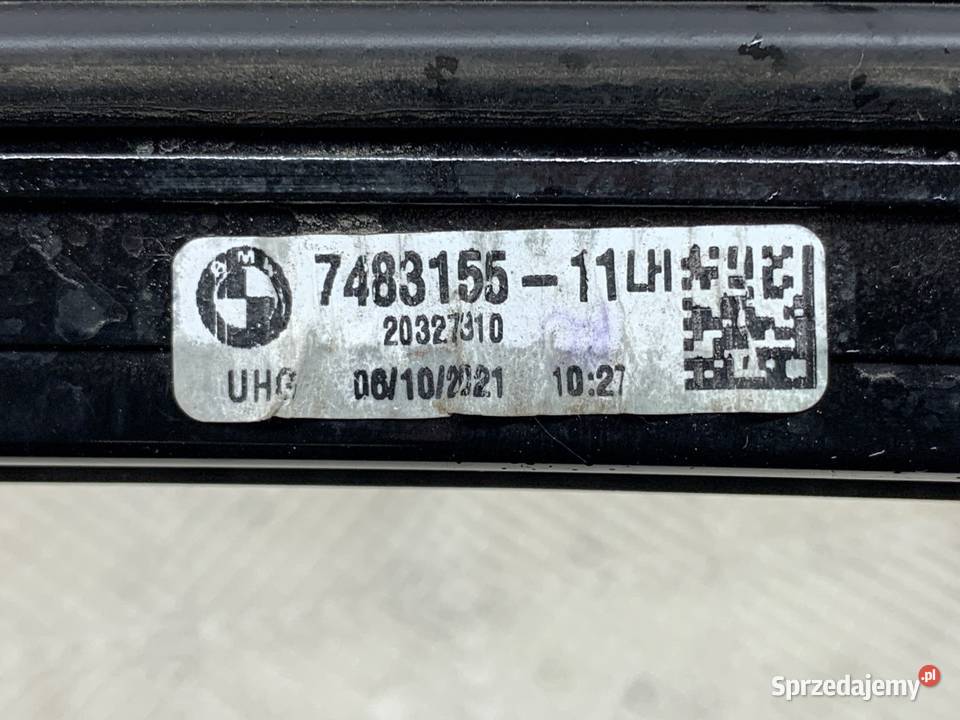 BMW
7483155-11LH
20327310
UHG 06/10/2021 10:27
Sprzedajemy.pl